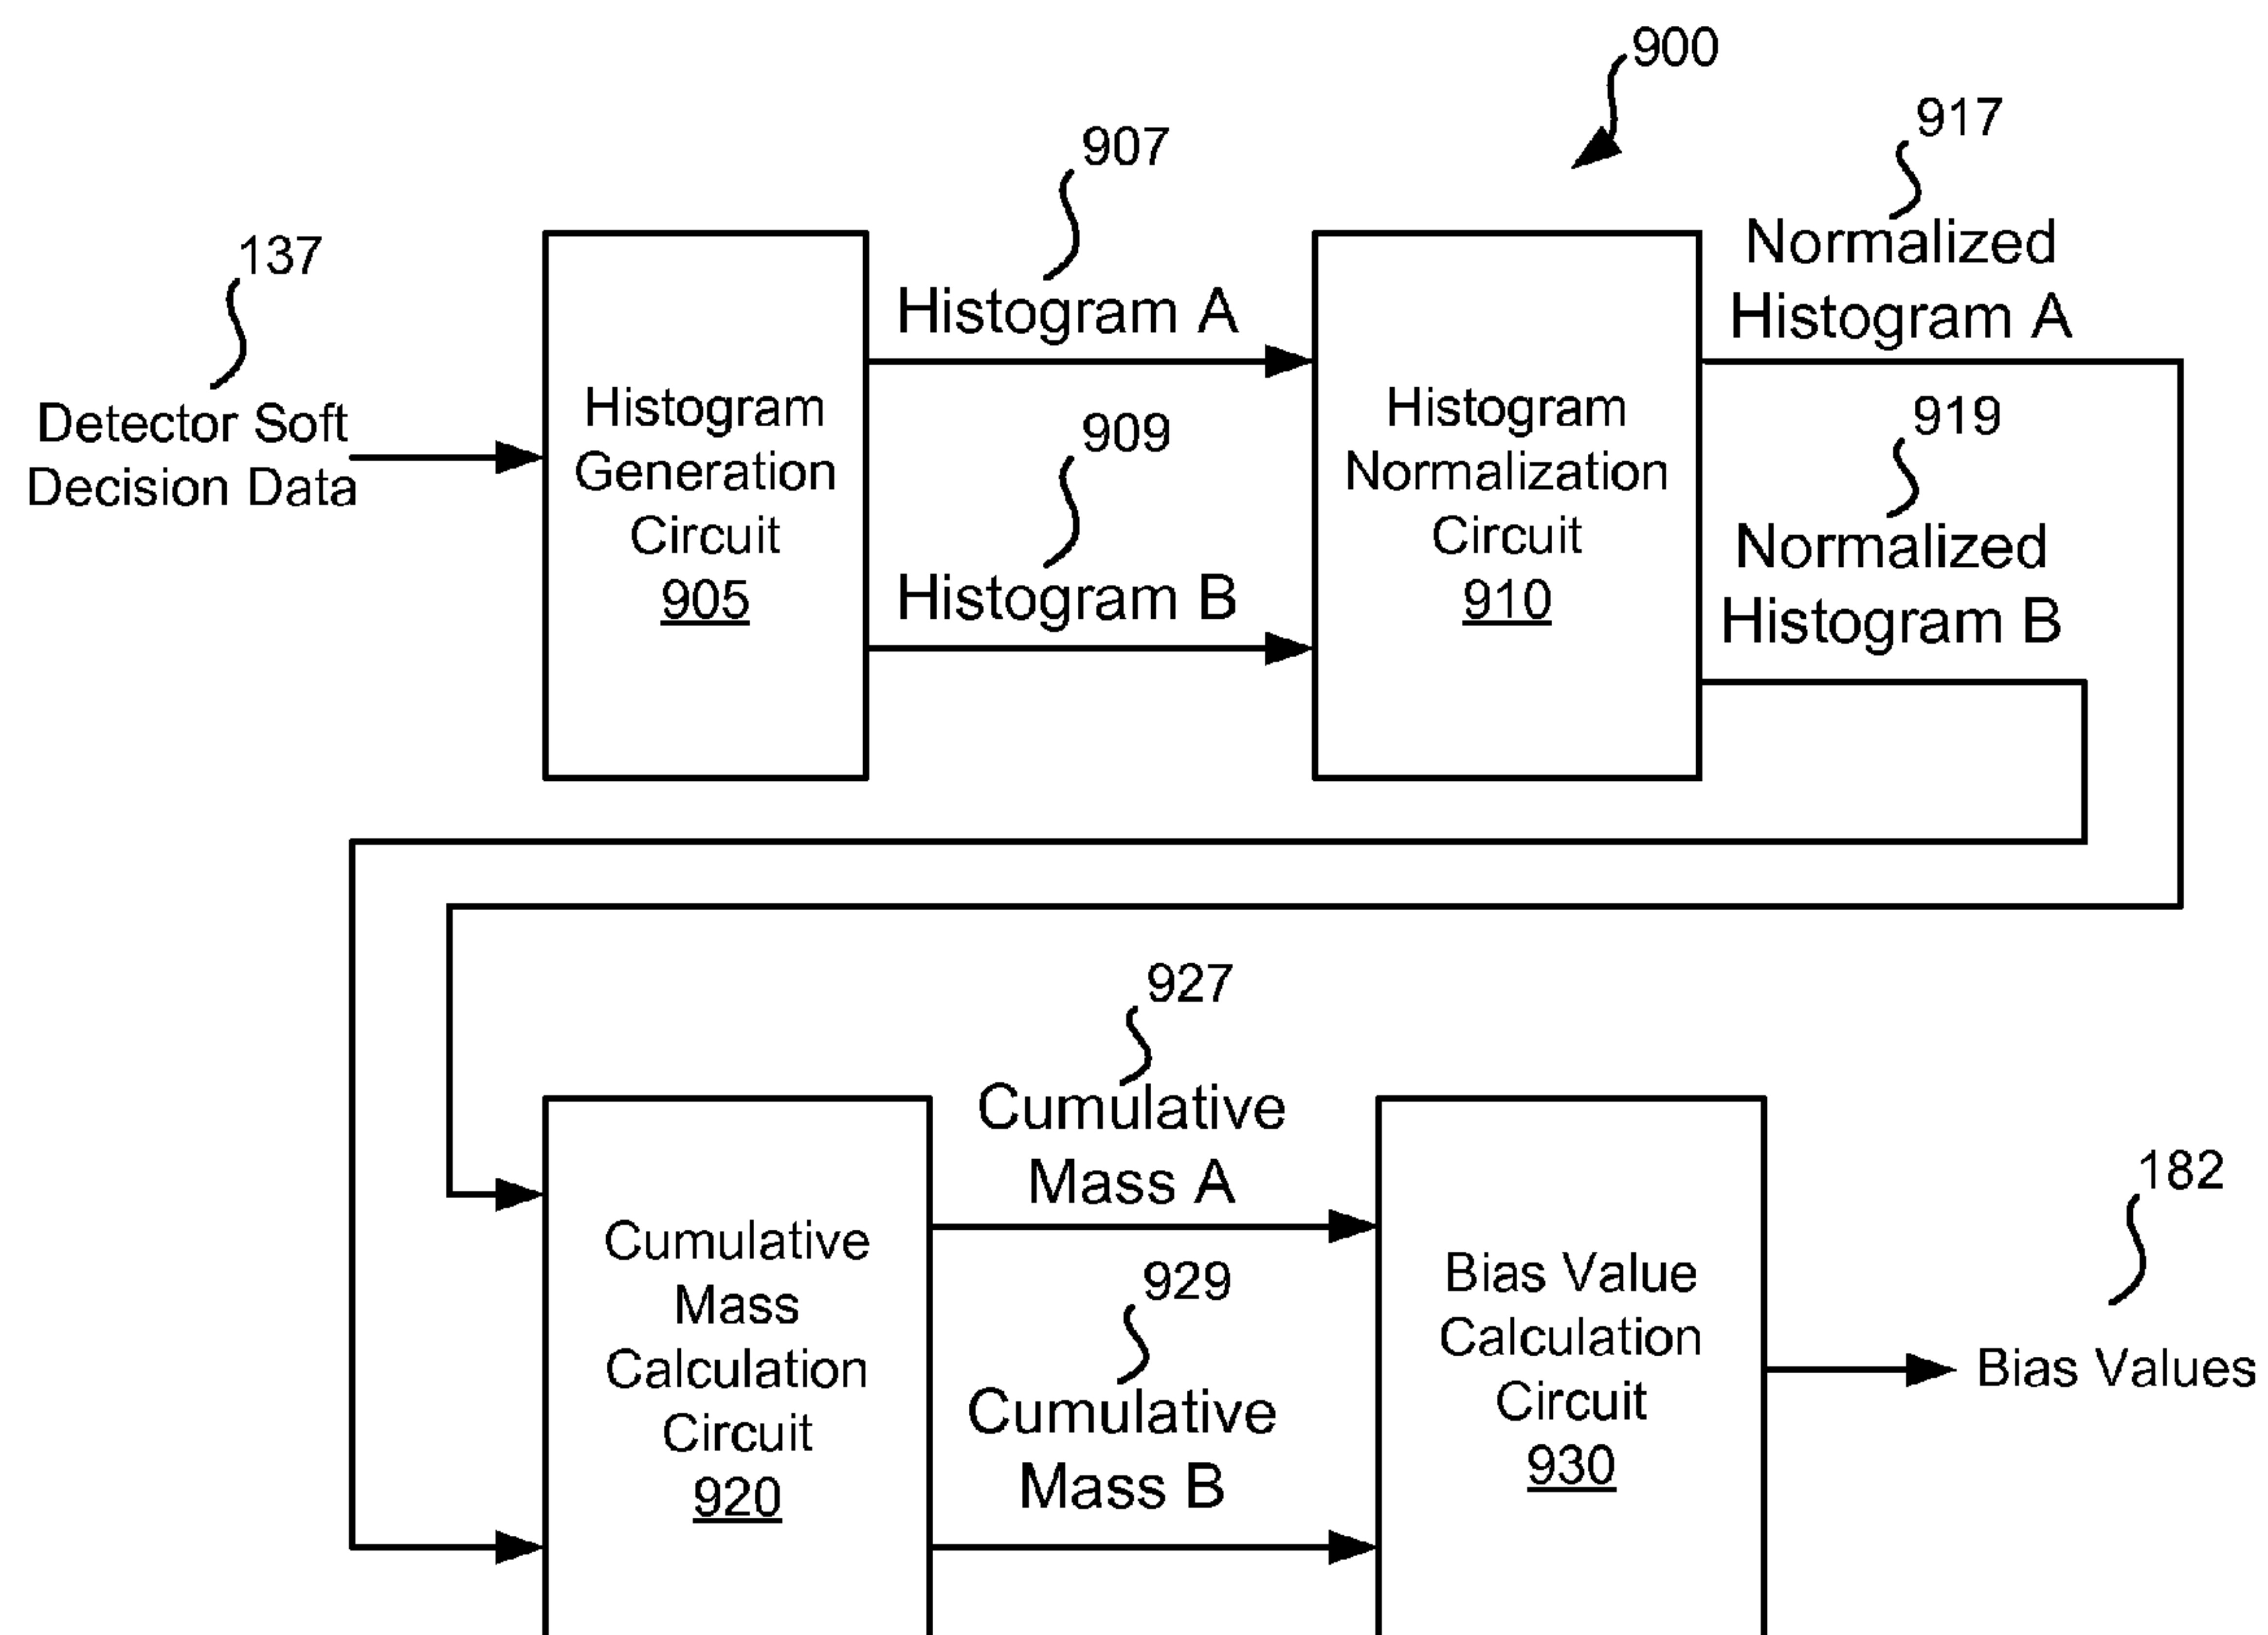 900
917
907
137
Normalized
Histogram A
Histogram A
Detector Soft
Decision Data
Histogram
Generation
Circuit
905
909
Histogram B
Histogram
Normalization
Circuit
910
919
Normalized
Histogram B
927
Cumulative
Mass A
Cumulative
Mass
Calculation
Circuit
920
929
Cumulative
Mass B
Bias Value
Calculation
Circuit
930
182
Bias Values